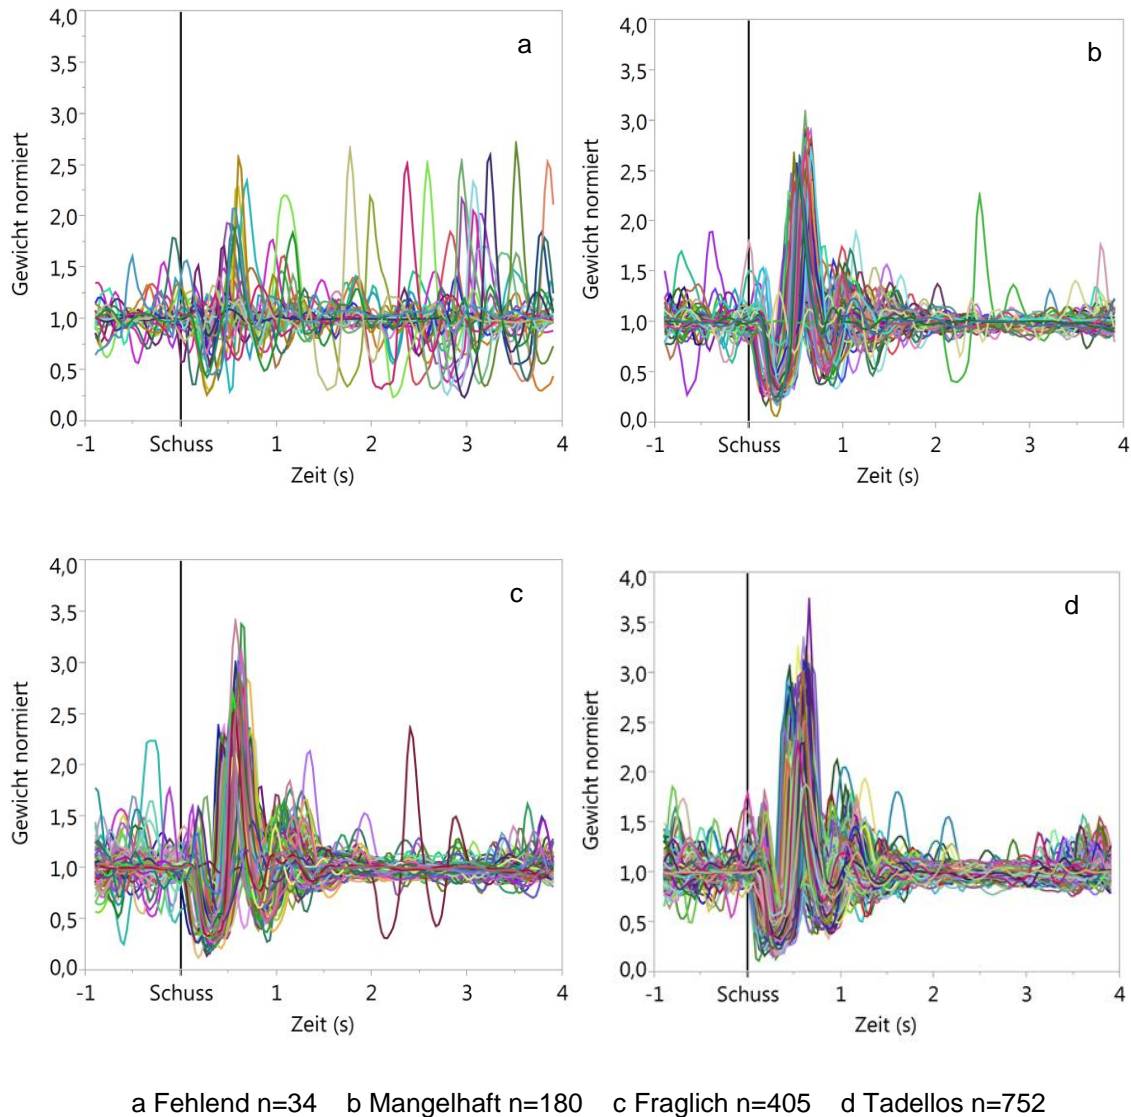 a
4,0
3,5
3,0
2,5
2,0
1,5
1,0
0,5
0,0
Gewicht normiert
-1 Schuss 1 2 3 4
Zeit (s)
b
4,0
3,5
3,0
2,5
2,0
1,5
1,0
0,5
0,0
Gewicht normiert
-1 Schuss 1 2 3 4
Zeit (s)
c
4,0
3,5
3,0
2,5
2,0
1,5
1,0
0,5
0,0
Gewicht normiert
-1 Schuss 1 2 3 4
Zeit (s)
d
4,0
3,5
3,0
2,5
2,0
1,5
1,0
0,5
0,0
Gewicht normiert
-1 Schuss 1 2 3 4
Zeit (s)
a Fehlend n=34 b Mangelhaft n=180 c Fraglich n=405 d Tadellos n=752